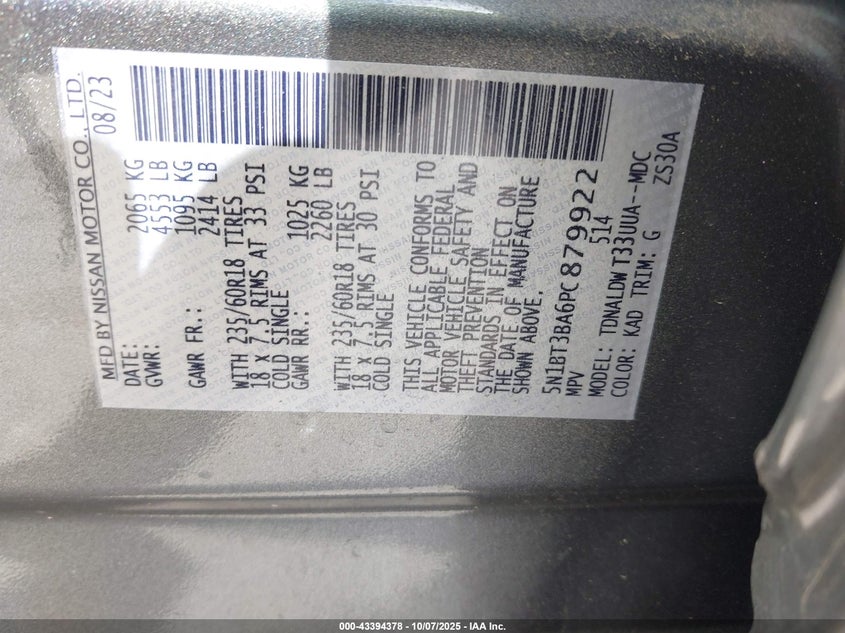 MFD BY NISSAN MOTOR CO., LTD.
DATE: 08/23
GVWR: 2065 KG
4553 LB
GAWR FR.: 1095 KG
2414 LB
WITH 235/60R18 TIRES
18 X 7.5 RIMS AT 33 PSI
COLD SINGLE
GAWR RR.: 1025 KG
2260 LB
WITH 235/60R18 TIRES
18 X 7.5 RIMS AT 30 PSI
COLD SINGLE
THIS VEHICLE CONFORMS TO
ALL APPLICABLE FEDERAL
MOTOR VEHICLE SAFETY AND
THEFT PREVENTION
STANDARDS IN EFFECT ON
THE DATE OF MANUFACTURE
SHOWN ABOVE.
5N1BT3BA6PC879922
MPV 514
MODEL: TDNALDWT33UUA--MDC
COLOR: KAD TRIM: G ZS30A
000-43394378 - 10/07/2025 - IAA Inc.